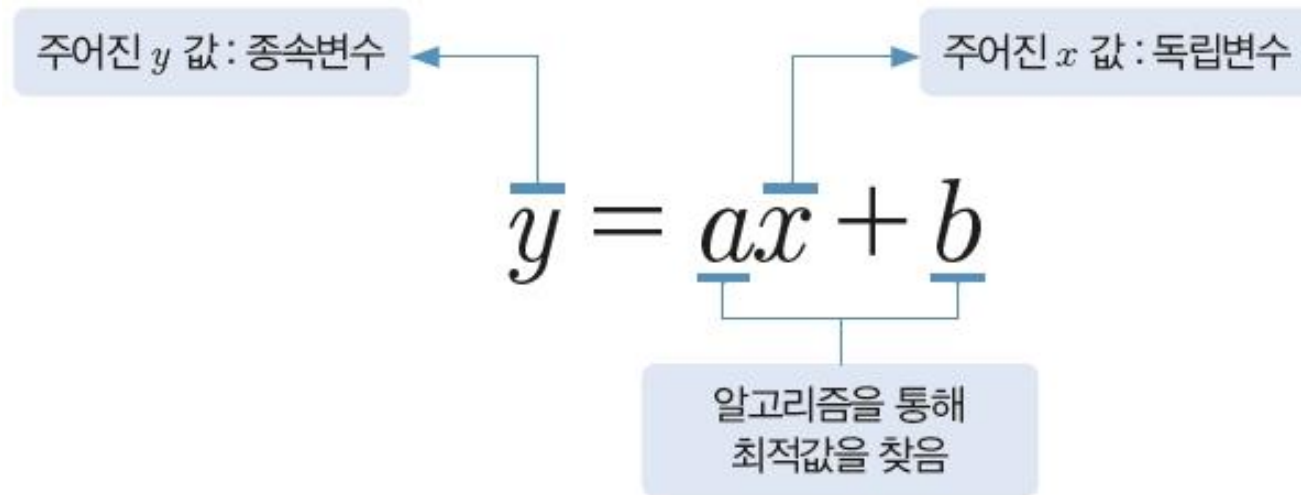 주어진 y 값 : 종속변수
주어진 x 값 : 독립변수
y = ax + b
알고리즘을 통해
최적값을 찾음